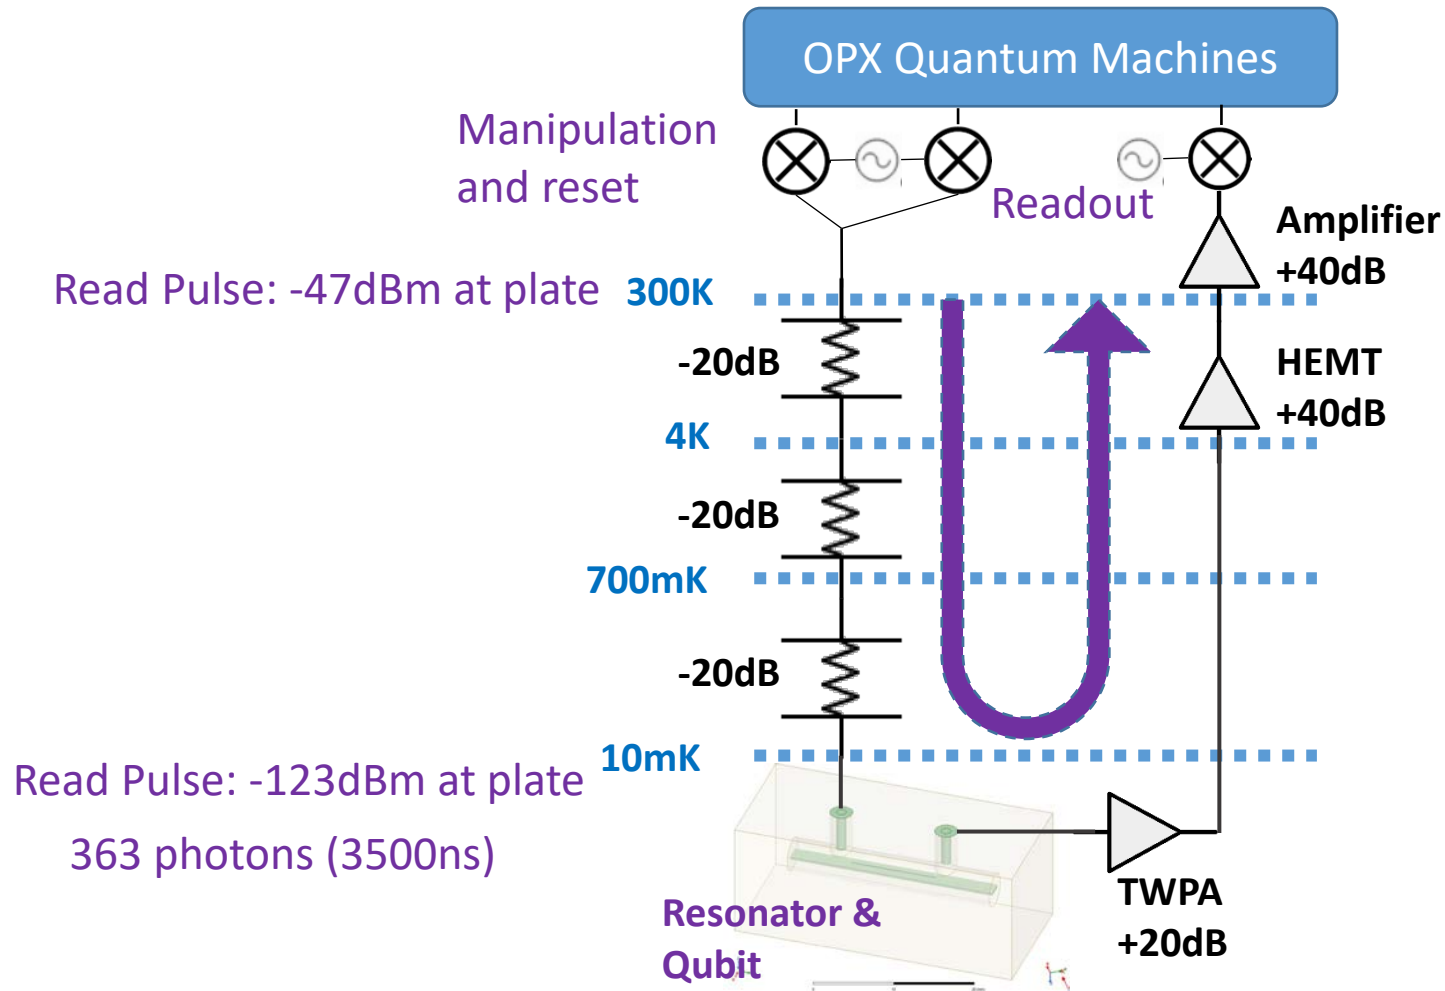 OPX Quantum Machines
Manipulation
and reset
Readout
Amplifier
+40dB
Read Pulse: -47dBm at plate
300K
-20dB
HEMT
+40dB
4K
-20dB
700mK
-20dB
10mK
Read Pulse: -123dBm at plate
363 photons (3500ns)
TWPA
+20dB
Resonator &
Qubit